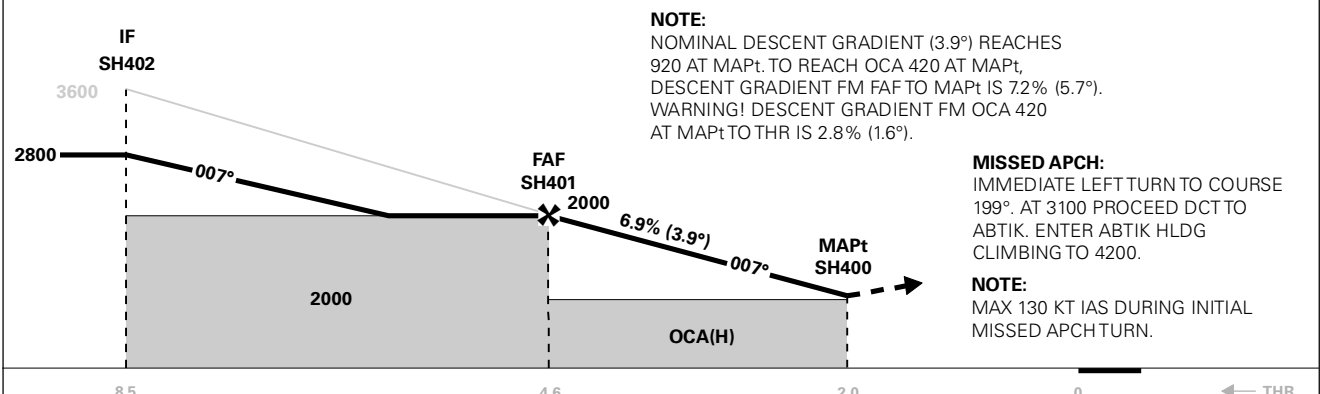 NOTE:
NOMINAL DESCENT GRADIENT (3.9°) REACHES
920 AT MAPt. TO REACH OCA 420 AT MAPt,
DESCENT GRADIENT FM FAF TO MAPt IS 7.2% (5.7°).
WARNING! DESCENT GRADIENT FM OCA 420
AT MAPt TO THR IS 2.8% (1.6°).
IF
SH402
3600
2800
007°
FAF
SH401
2000
6.9% (3.9°)
007°
MAPt
SH400
MISSED APCH:
IMMEDIATE LEFT TURN TO COURSE
199°. AT 3100 PROCEED DCT TO
ABTIK. ENTER ABTIK HLDG
CLIMBING TO 4200.
NOTE:
MAX 130 KT IAS DURING INITIAL
MISSED APCH TURN.
2000
OCA(H)
8.5
4.6
2.0
0
THR